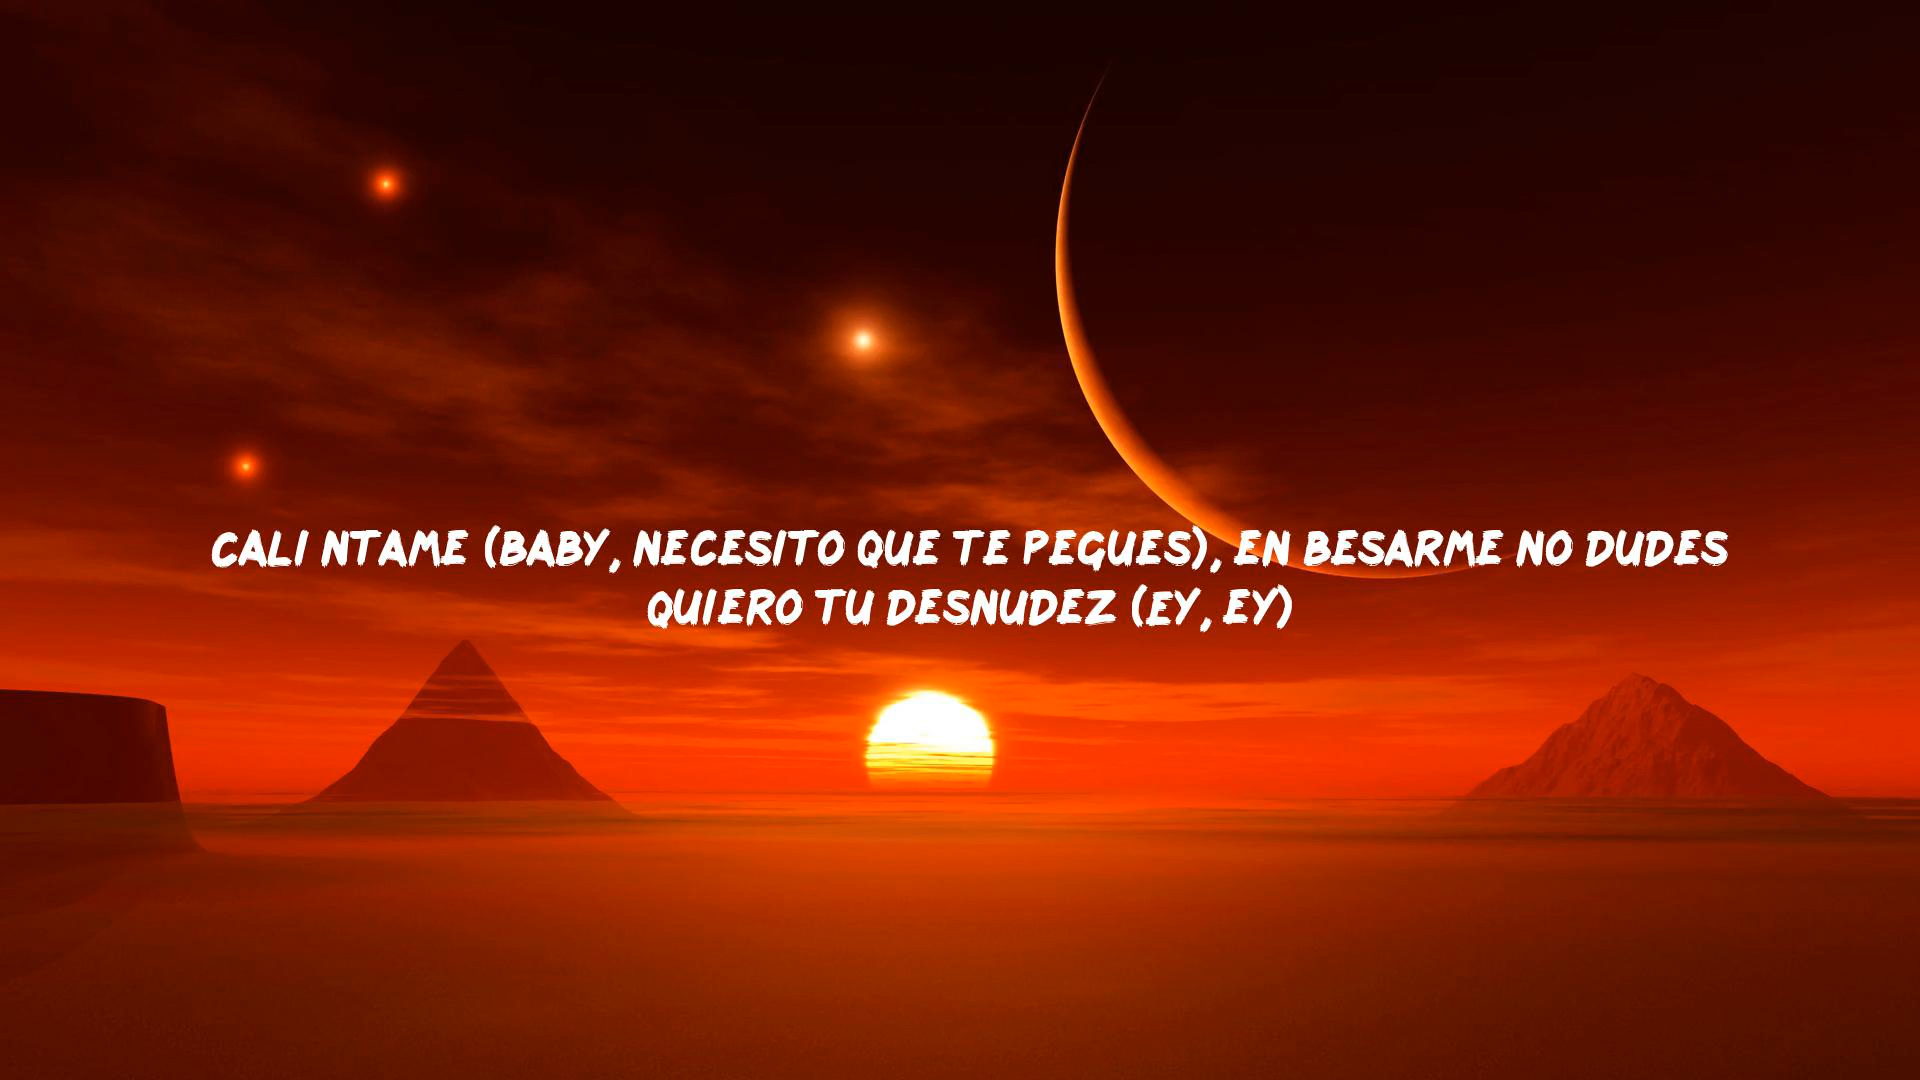 CALI NTAME (BABY, NECESITO QUE TE PEGUES), EN BESARME NO DUDES
QUIERO TU DESNUDEZ (EY, EY)